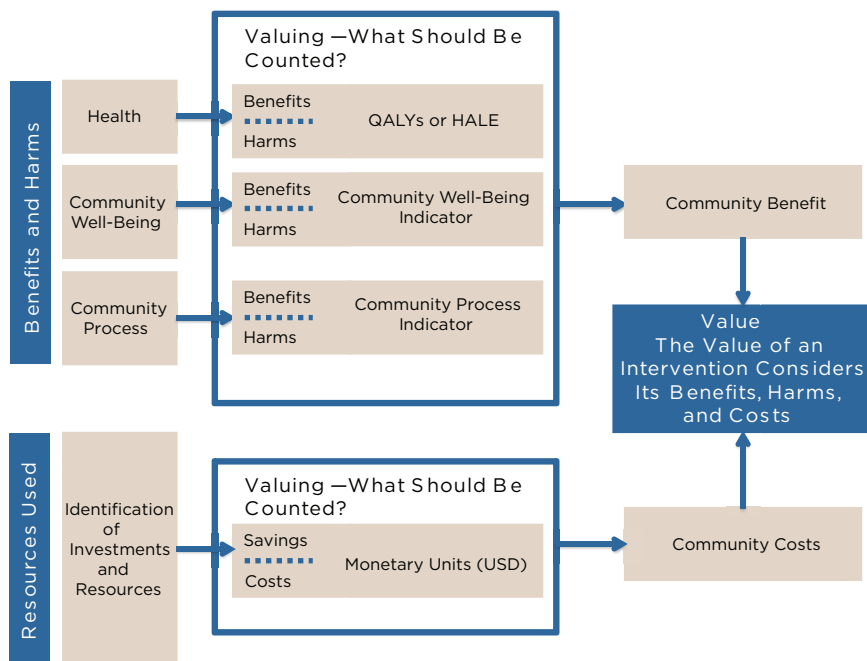 Benefits and Harms
Health
Community
Well-Being
Community
Process
Valuing —What Should Be
Counted?
Benefits
Harms
QALYs or HALE
Benefits
Harms
Community Well-Being
Indicator
Benefits
Harms
Community Process
Indicator
Community Benefit
Value
The Value of an
Intervention Considers
Its Benefits, Harms,
and Costs
Resources Used
Identification
of
Investments
and
Resources
Valuing —What Should Be
Counted?
Savings
Costs
Monetary Units (USD)
Community Costs